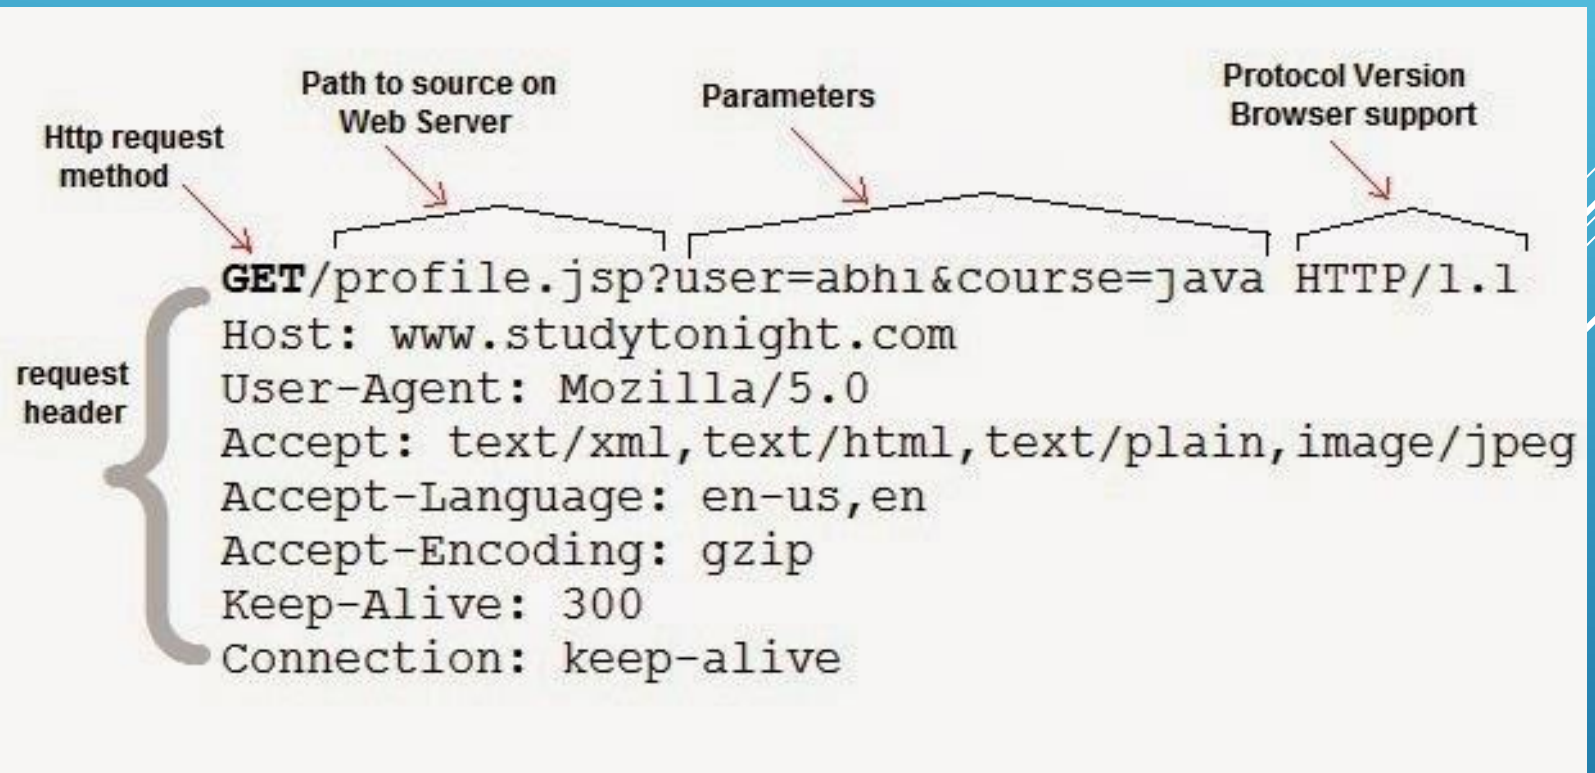 Path to source on
Web Server
Parameters
Protocol Version
Browser support
Http request
method
GET/profile.jsp?user=abhi&course=java HTTP/1.1
request
header
Host: www.studytonight.com
User-Agent: Mozilla/5.0
Accept: text/xml,text/html,text/plain,image/jpeg
Accept-Language: en-us,en
Accept-Encoding: gzip
Keep-Alive: 300
Connection: keep-alive